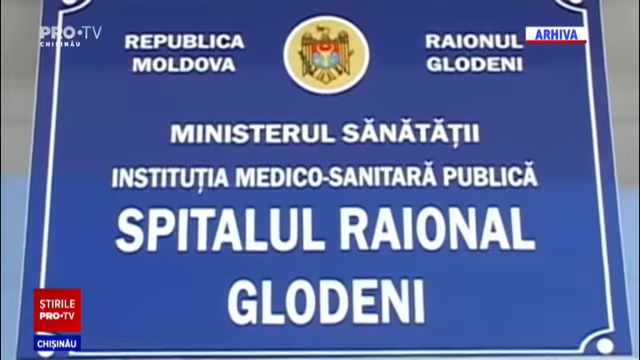 PRO•TV
CHIȘINĂU
ARHIVA
REPUBLICA
MOLDOVA
RAIONUL
GLODENI
MINISTERUL SĂNĂTĂȚII
INSTITUȚIA MEDICO-SANITARĂ PUBLICĂ
SPITALUL RAIONAL
GLODENI
ȘTIRILE
PRO•TV
CHIȘINĂU